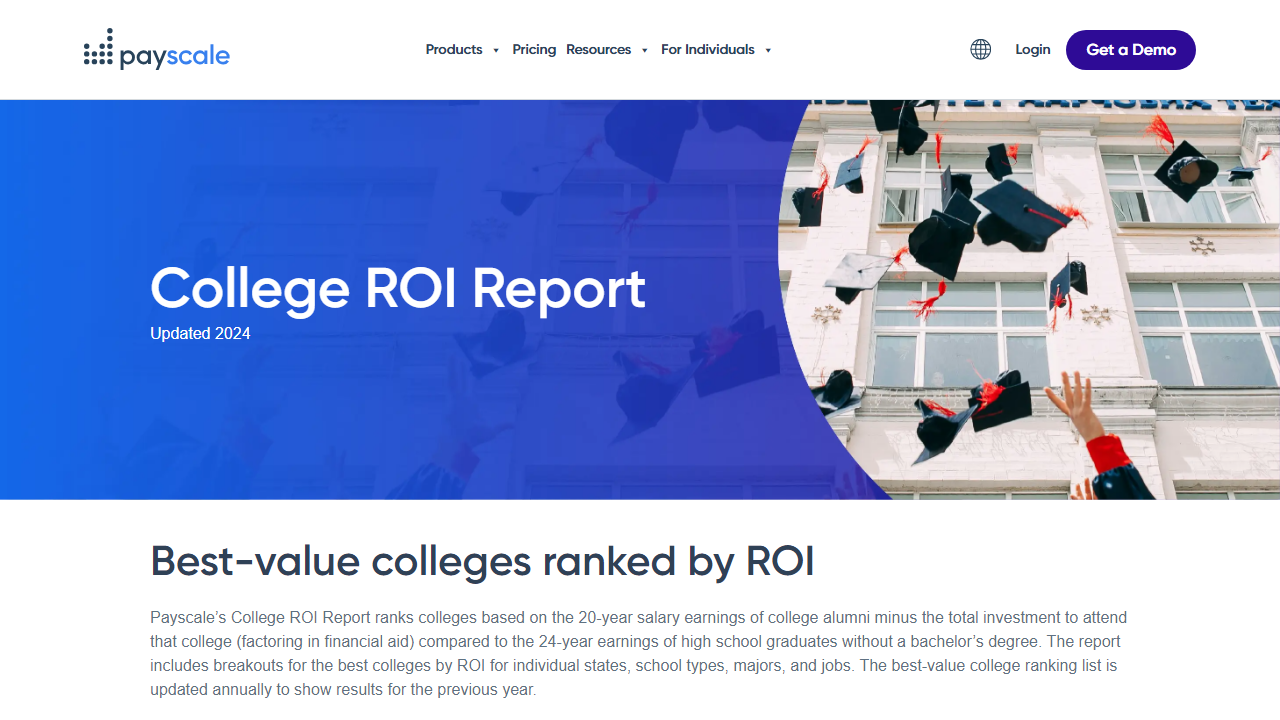 payscale
Products
Pricing
Resources
For Individuals
Login
Get a Demo
College ROI Report
Updated 2024
Best-value colleges ranked by ROI
Payscale’s College ROI Report ranks colleges based on the 20-year salary earnings of college alumni minus the total investment to attend
that college (factoring in financial aid) compared to the 24-year earnings of high school graduates without a bachelor’s degree. The report
includes breakouts for the best colleges by ROI for individual states, school types, majors, and jobs. The best-value college ranking list is
updated annually to show results for the previous year.